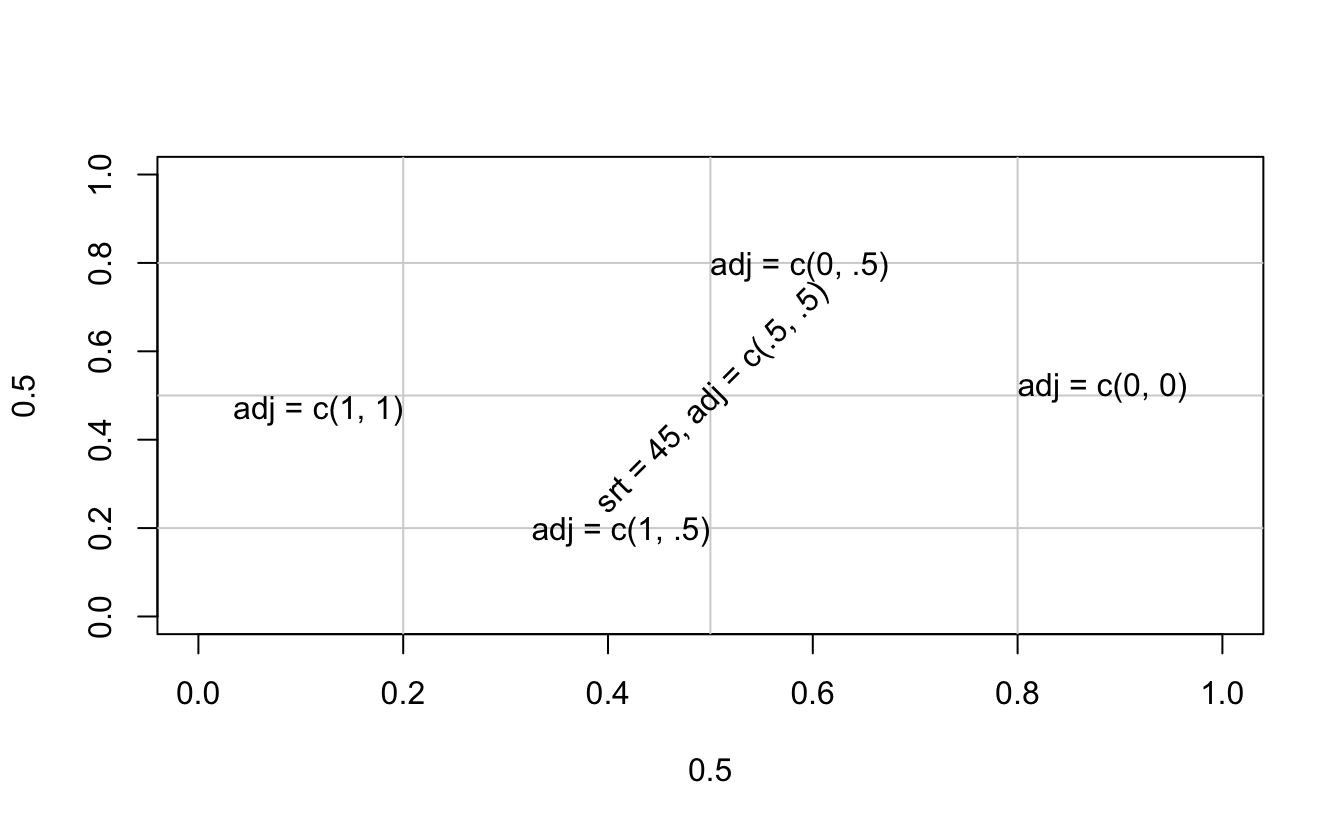 1.0
0.8
0.6
0.4
0.2
0.0
0.5
adj = c(0, .5)
srt = 45, adj = c(.5, .5)
adj = c(0, 0)
adj = c(1, 1)
adj = c(1, .5)
0.0 0.2 0.4 0.6 0.8 1.0
0.5